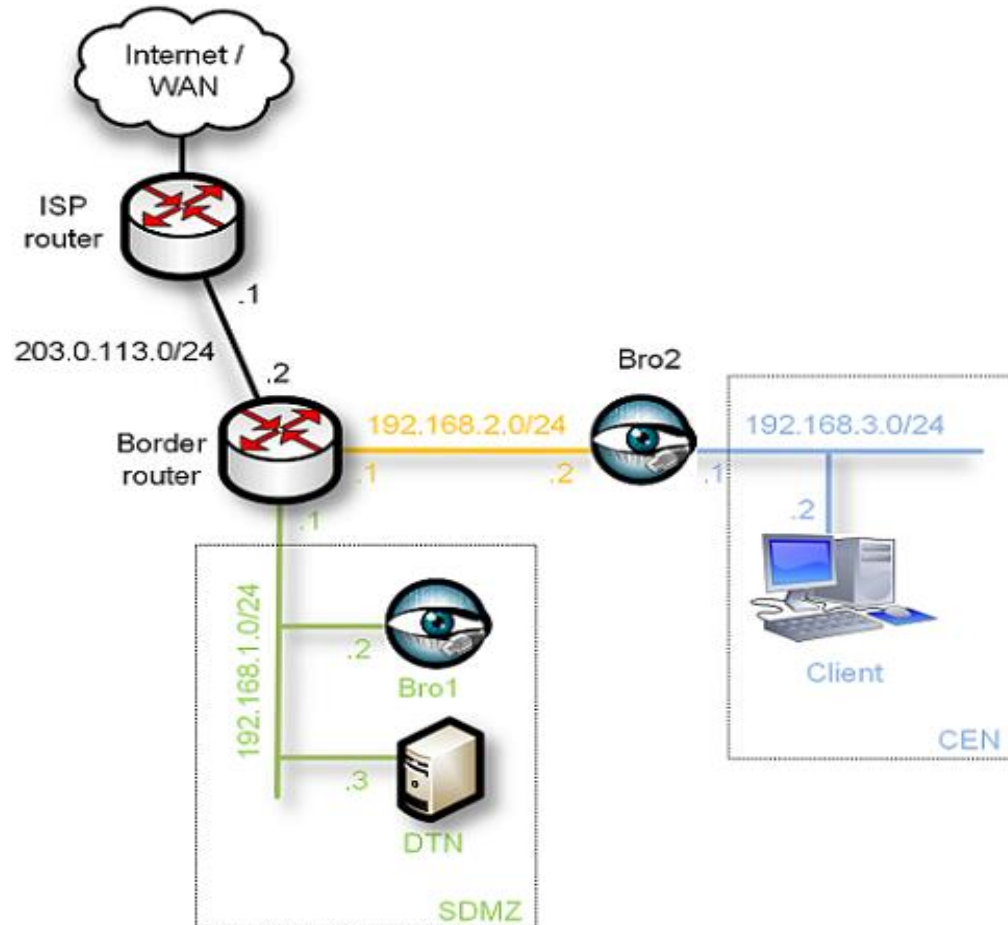 Internet /
WAN
ISP
router
.1
203.0.113.0/24
.2
Bro2
Border
router
192.168.2.0/24
.1
.2
192.168.3.0/24
.1
.2
Client
CEN
.1
192.168.1.0/24
.2
Bro1
.3
DTN
SDMZ